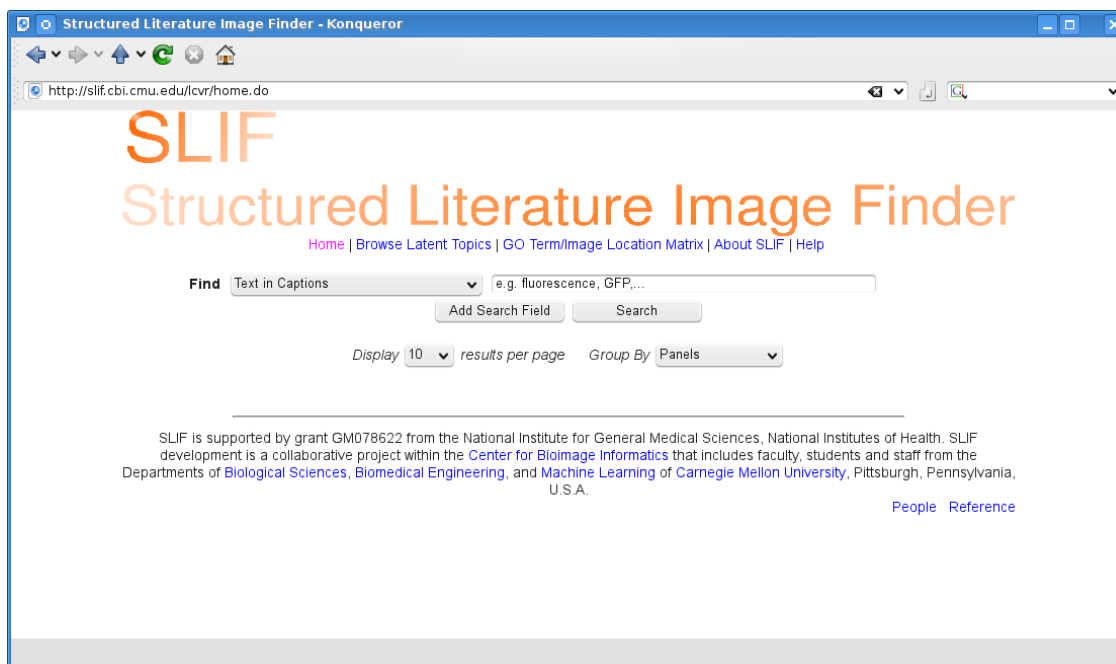 Structured Literature Image Finder - Konqueror
http://slif.cbi.cmu.edu/lcvr/home.do
SLIF
Structured Literature Image Finder
Home | Browse Latent Topics | GO Term/Image Location Matrix | About SLIF | Help
Find Text in Captions e.g. fluorescence, GFP,...
Add Search Field Search
Display 10 results per page Group By Panels
SLIF is supported by grant GM078622 from the National Institute for General Medical Sciences, National Institutes of Health. SLIF
development is a collaborative project within the Center for Bioimage Informatics that includes faculty, students and staff from the
Departments of Biological Sciences, Biomedical Engineering, and Machine Learning of Carnegie Mellon University, Pittsburgh, Pennsylvania,
U.S.A.
People Reference